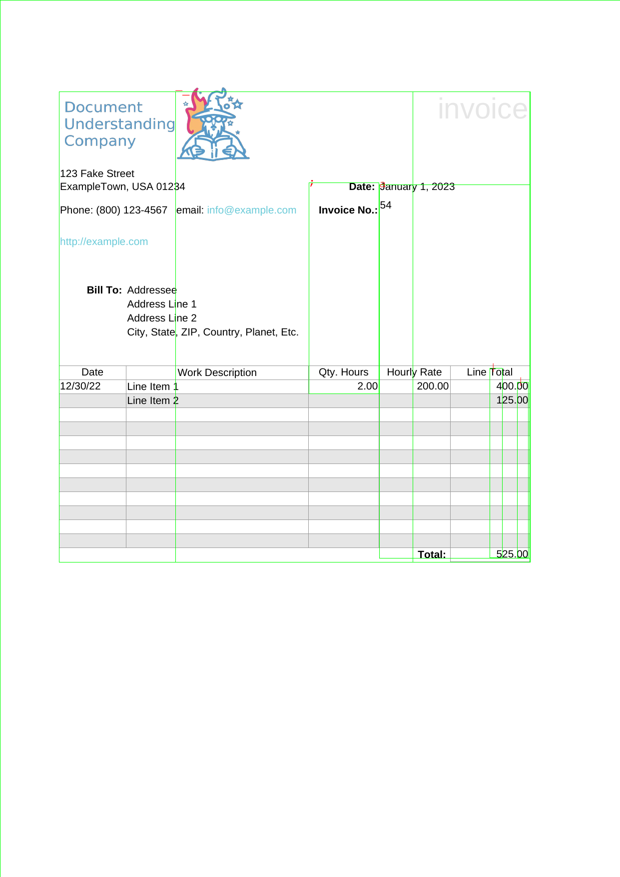 Document
Understanding
Company
invoice
123 Fake Street
ExampleTown, USA 01234
Date: January 1, 2023
Phone: (800) 123-4567 email: info@example.com
Invoice No.: 54
http://example.com
Bill To: Addressee
Address Line 1
Address Line 2
City, State, ZIP, Country, Planet, Etc.
Date Work Description Qty. Hours Hourly Rate Line Total
12/30/22 Line Item 1 2.00 200.00 400.00
Line Item 2 125.00
Total: 525.00